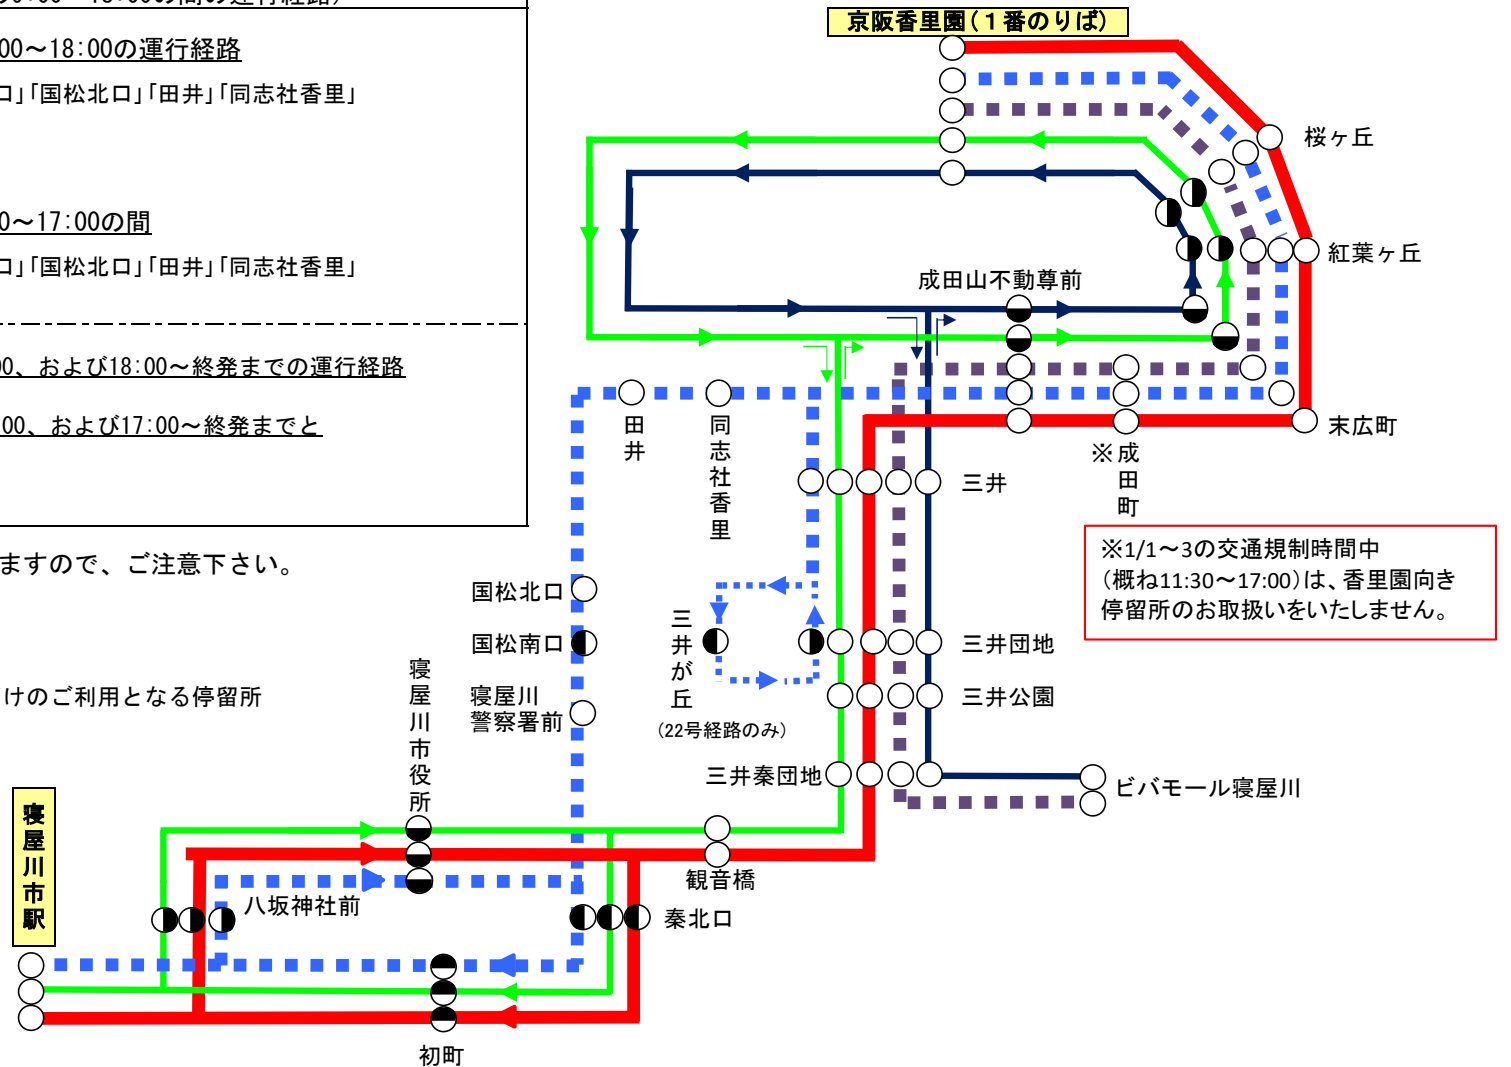 :00～18:00の運行経路
口」「国松北口」「田井」「同志社香里」
0～17:00の間
口」「国松北口」「田井」「同志社香里」
00、および18:00～終発までの運行経路
:00、および17:00～終発までと
ますので、ご注意下さい。
けのご利用となる停留所
京阪香里園(１番のりば)
桜ヶ丘
紅葉ヶ丘
成田山不動尊前
末広町
田井
同志社香里
※成田町
三井
※1/1～3の交通規制時間中
(概ね11:30～17:00)は、香里園向き
停留所のお取扱いをいたしません。
国松北口
国松南口
三井が丘
(22号経路のみ)
三井団地
寝屋川
警察署前
三井公園
寝屋川市役所
三井秦団地
ビバモール寝屋川
寝屋川市駅
観音橋
八坂神社前
秦北口
初町